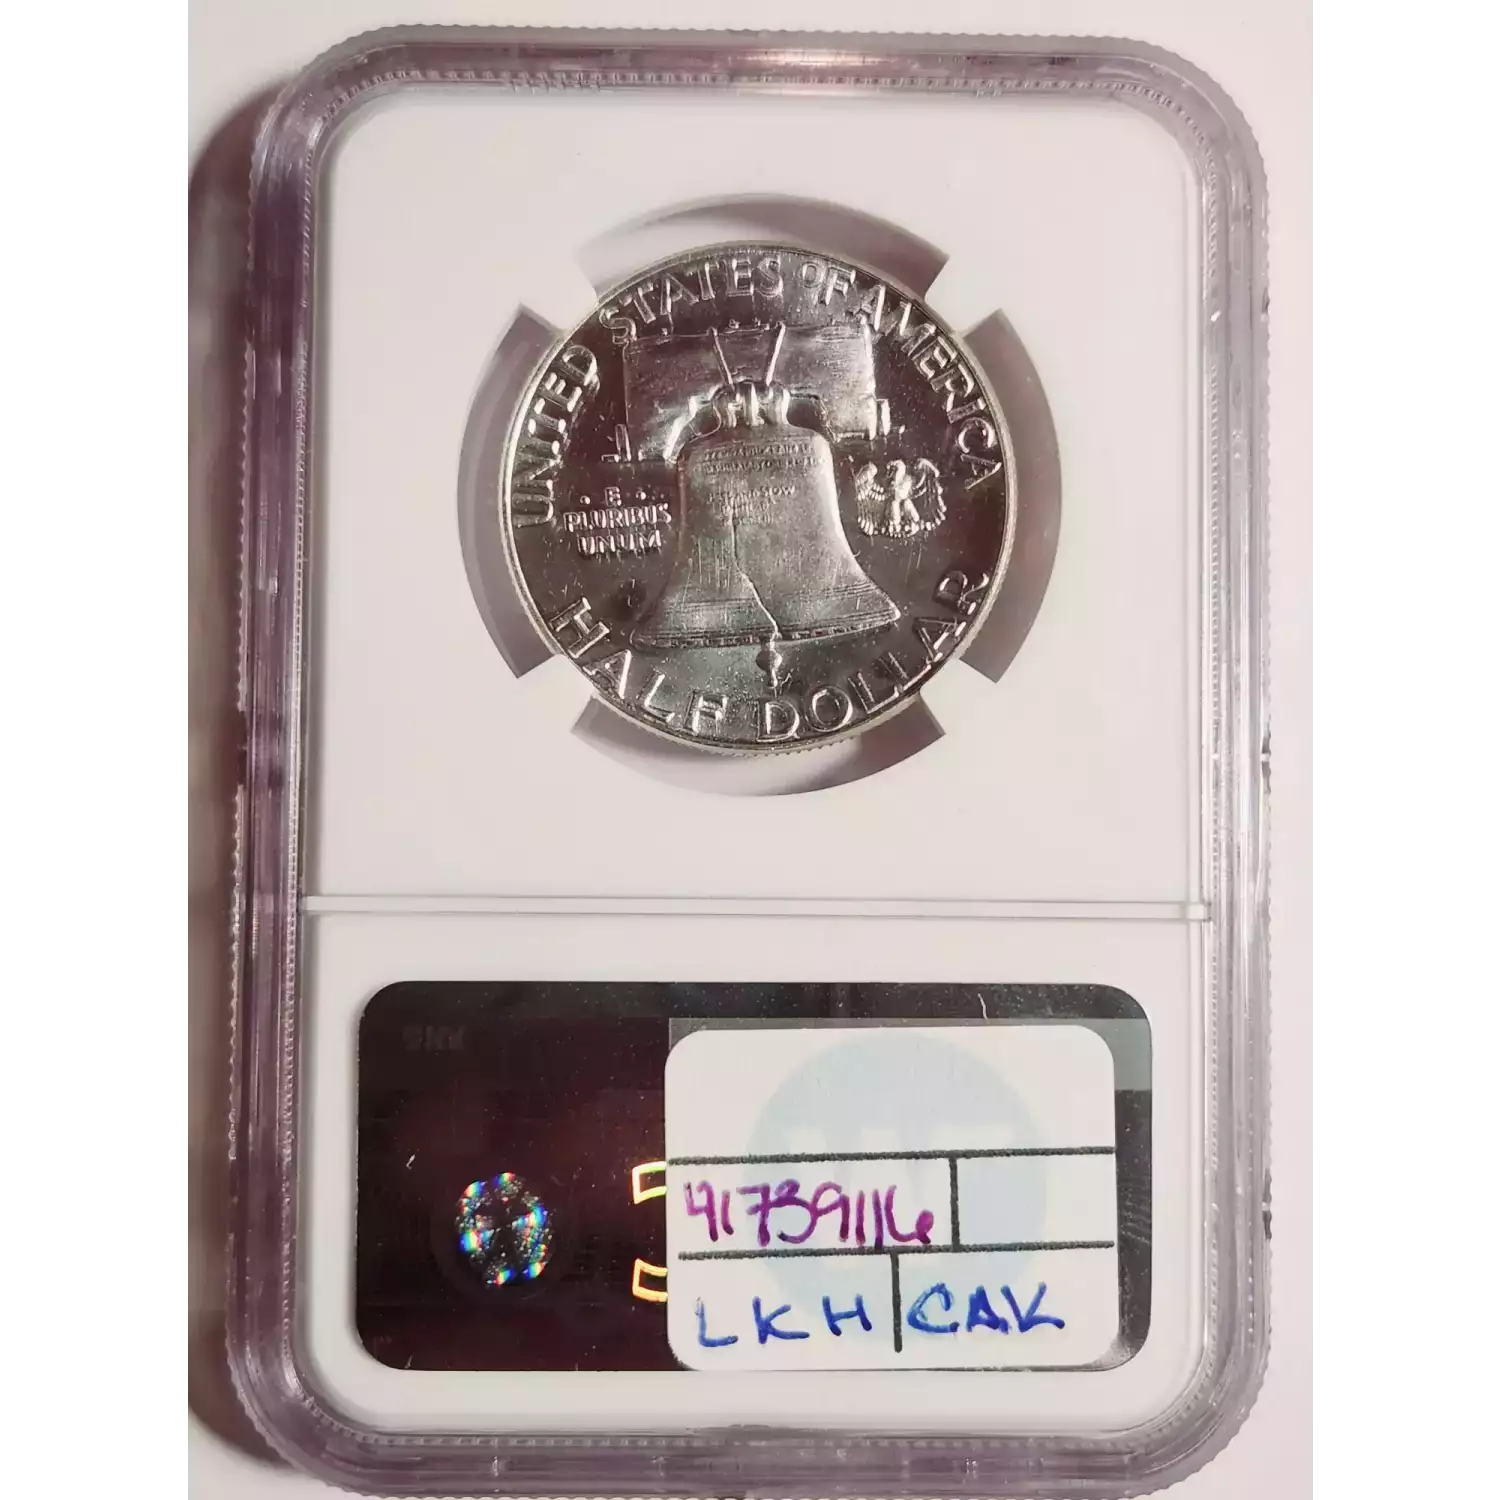 UNITED STATES OF AMERICA
· E ·
PLURIBUS
UNUM
HALF DOLLAR
41739116
LKH CAK